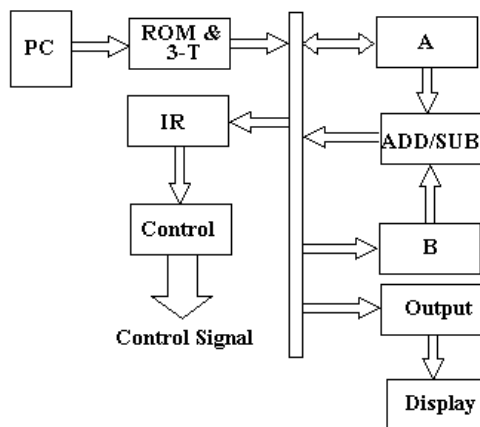 PC
ROM &
3-T
A
IR
ADD/SUB
Control
B
Control Signal
Output
Display